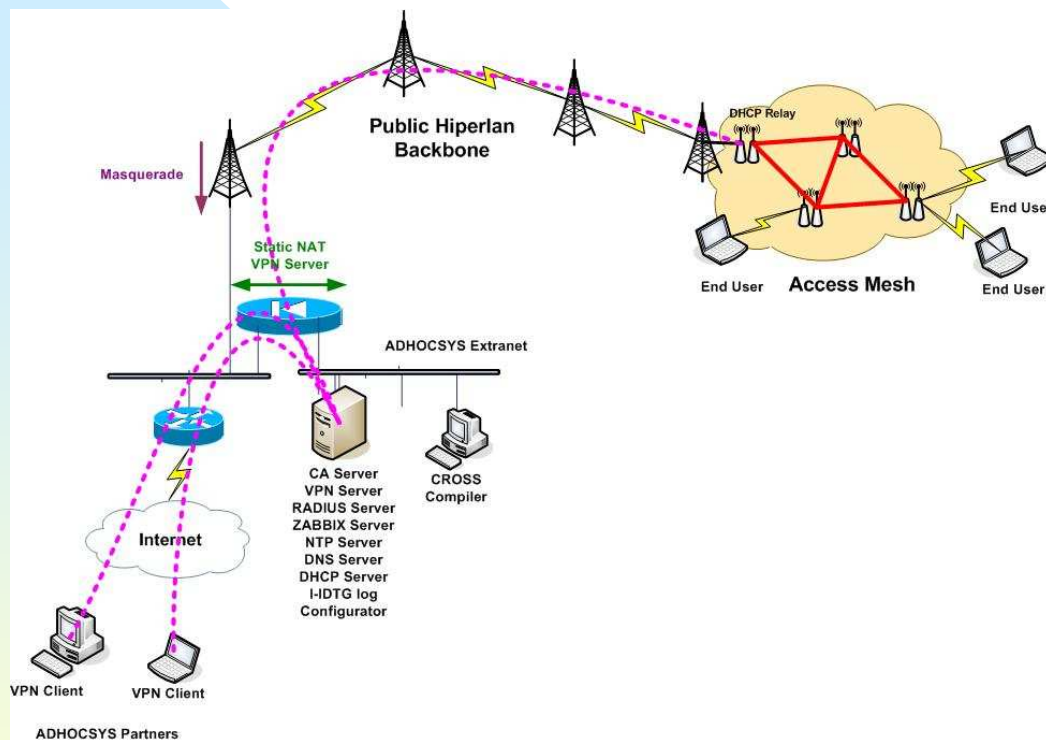 DHCP Relay
Public Hiperlan
Backbone
Masquerade
End User
Static NAT
VPN Server
End User
Access Mesh
End User
ADHOCSYS Extranet
CA Server
VPN Server
RADIUS Server
ZABBIX Server
NTP Server
DNS Server
DHCP Server
I-IDTG log
Configurator
CROSS
Compiler
Internet
VPN Client
VPN Client
ADHOCSYS Partners